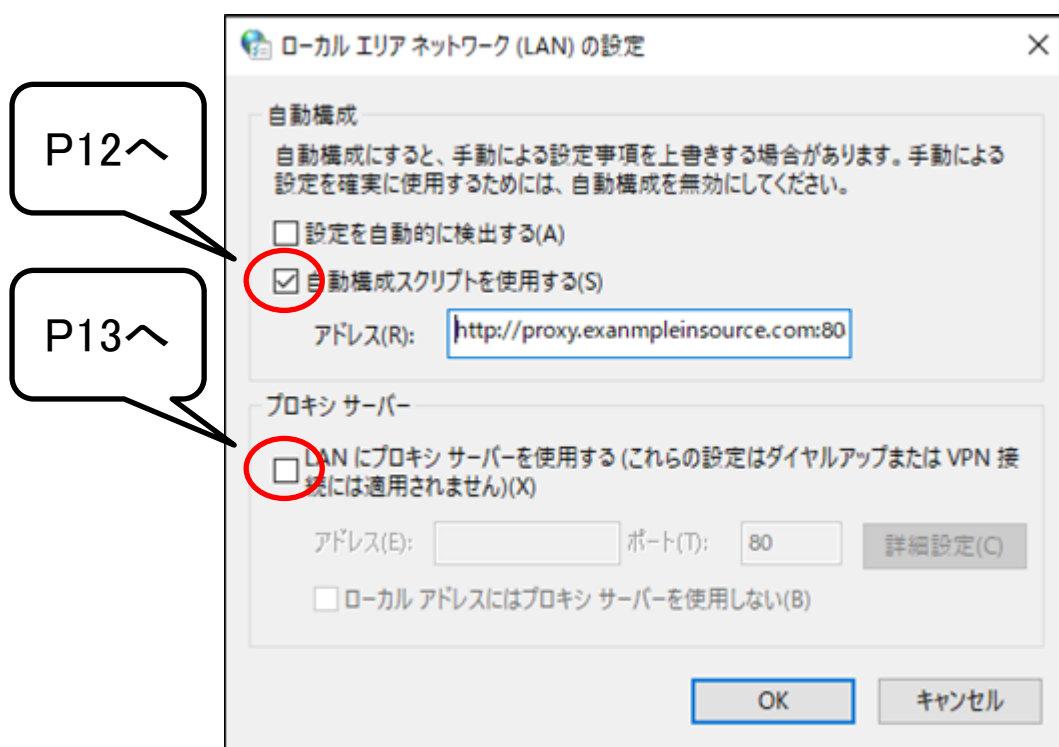 ローカル エリア ネットワーク (LAN) の設定
P12へ
自動構成
自動構成にすると、手動による設定事項を上書きする場合があります。手動による
設定を確実に使用するためには、自動構成を無効にしてください。
設定を自動的に検出する(A)
自動構成スクリプトを使用する(S)
P13へ
アドレス(R):
http://proxy.exanmpleinsource.com:80
プロキシ サーバー
LAN にプロキシ サーバーを使用する (これらの設定はダイヤルアップまたは VPN 接
続には適用されません)(X)
アドレス(E):
ポート(T):
80
詳細設定(C)
ローカル アドレスにはプロキシ サーバーを使用しない(B)
OK
キャンセル